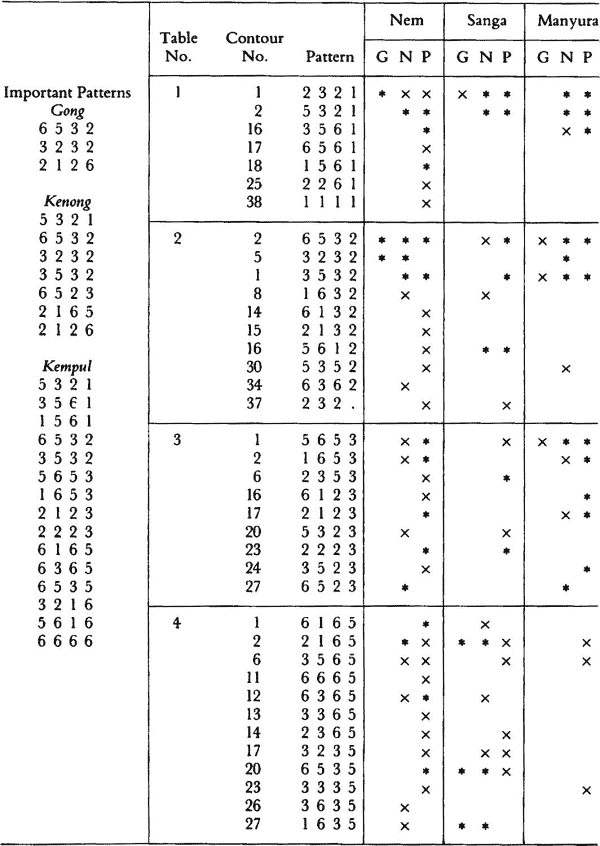 Nem Sanga Manyura
Table Contour
No. No. Pattern G N P G N P G N P
Important Patterns
Gong
6 5 3 2
3 2 3 2
2 1 2 6
Kenong
5 3 2 1
6 5 3 2
3 2 3 2
3 5 3 2
6 5 2 3
2 1 6 5
2 1 2 6
Kempul
5 3 2 1
3 5 6 1
1 5 6 1
6 5 3 2
3 5 3 2
5 6 5 3
1 6 5 3
2 1 2 3
2 2 2 3
6 1 6 5
6 3 6 5
6 5 3 5
3 2 1 6
5 6 1 6
6 6 6 6
1 1 2 3 2 1 * × × × * * * *
2 5 3 2 1 * * * * * *
16 3 5 6 1 * × *
17 6 5 6 1 ×
18 1 5 6 1 *
25 2 2 6 1 ×
38 1 1 1 1 ×
2 2 6 5 3 2 * * * × * × * *
5 3 2 3 2 * * *
1 3 5 3 2 * * * × * *
8 1 6 3 2 × ×
14 6 1 3 2 ×
15 2 1 3 2 ×
16 5 6 1 2 × * *
30 5 3 5 2 × ×
34 6 3 6 2 ×
37 2 3 2 . × ×
3 1 5 6 5 3 × * × × * *
2 1 6 5 3 × * × *
6 2 3 5 3 × *
16 6 1 2 3 × *
17 2 1 2 3 * × *
20 5 3 2 3 × ×
23 2 2 2 3 * *
24 3 5 2 3 × *
27 6 5 2 3 * *
4 1 6 1 6 5 * ×
2 2 1 6 5 * × * * × ×
6 3 5 6 5 × × × ×
11 6 6 6 5 ×
12 6 3 6 5 × * ×
13 3 3 6 5 ×
14 2 3 6 5 × ×
17 3 2 3 5 × × ×
20 6 5 3 5 * * * ×
23 3 3 3 5 × ×
26 3 6 3 5 ×
27 1 6 3 5 × * *